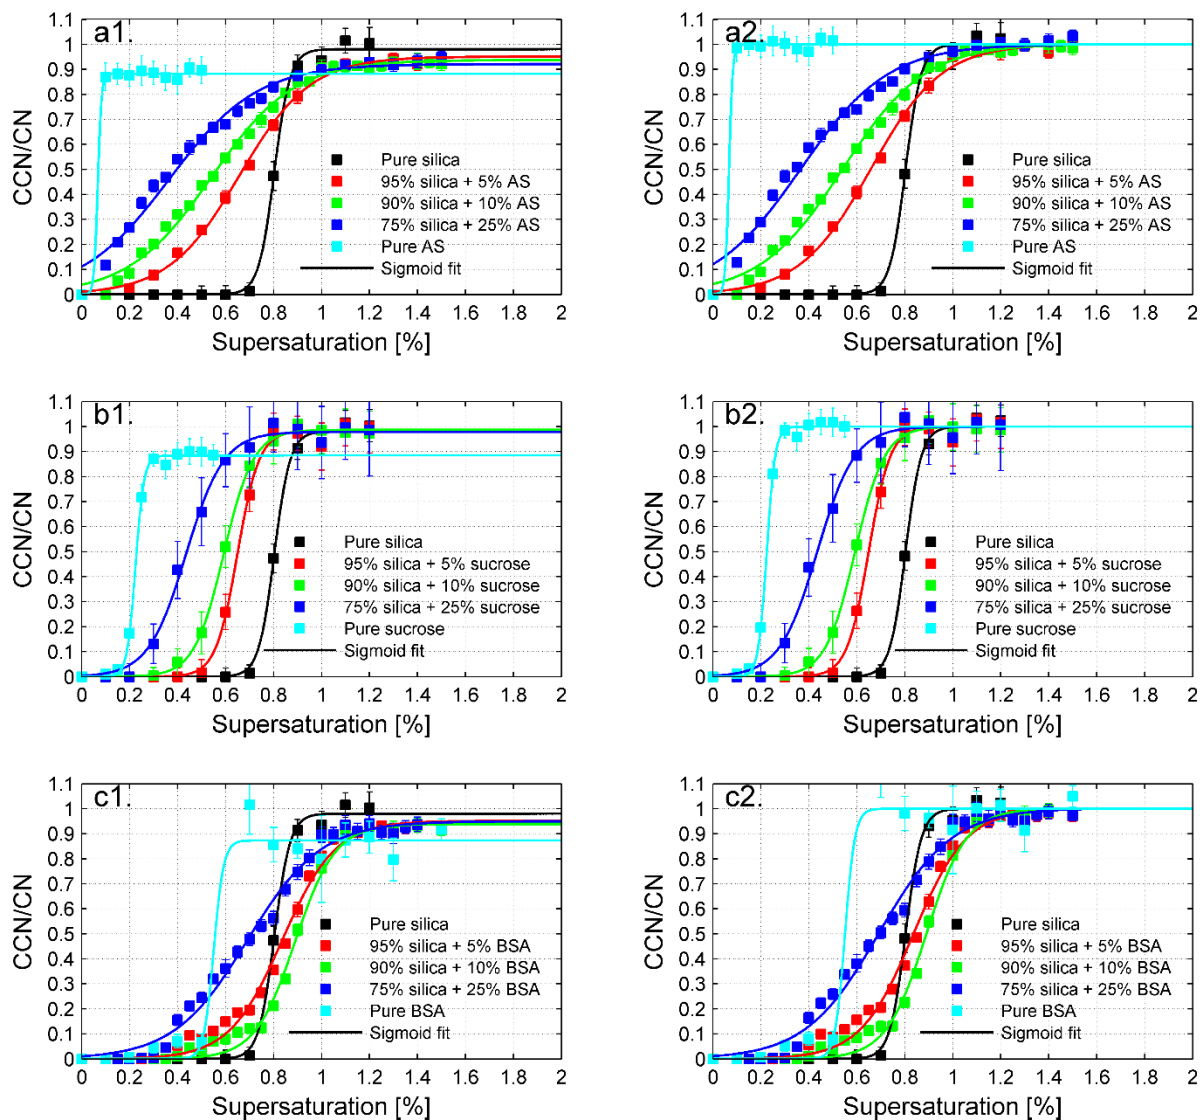 a1.
1.1
1
0.9
0.8
0.7
0.6
0.5
0.4
0.3
0.2
0.1
0
CCN/CN
Pure silica
95% silica + 5% AS
90% silica + 10% AS
75% silica + 25% AS
Pure AS
Sigmoid fit
0 0.2 0.4 0.6 0.8 1 1.2 1.4 1.6 1.8 2
Supersaturation [%]
a2.
1.1
1
0.9
0.8
0.7
0.6
0.5
0.4
0.3
0.2
0.1
0
CCN/CN
Pure silica
95% silica + 5% AS
90% silica + 10% AS
75% silica + 25% AS
Pure AS
Sigmoid fit
0 0.2 0.4 0.6 0.8 1 1.2 1.4 1.6 1.8 2
Supersaturation [%]
b1.
1.1
1
0.9
0.8
0.7
0.6
0.5
0.4
0.3
0.2
0.1
0
CCN/CN
Pure silica
95% silica + 5% sucrose
90% silica + 10% sucrose
75% silica + 25% sucrose
Pure sucrose
Sigmoid fit
0 0.2 0.4 0.6 0.8 1 1.2 1.4 1.6 1.8 2
Supersaturation [%]
b2.
1.1
1
0.9
0.8
0.7
0.6
0.5
0.4
0.3
0.2
0.1
0
CCN/CN
Pure silica
95% silica + 5% sucrose
90% silica + 10% sucrose
75% silica + 25% sucrose
Pure sucrose
Sigmoid fit
0 0.2 0.4 0.6 0.8 1 1.2 1.4 1.6 1.8 2
Supersaturation [%]
c1.
1.1
1
0.9
0.8
0.7
0.6
0.5
0.4
0.3
0.2
0.1
0
CCN/CN
Pure silica
95% silica + 5% BSA
90% silica + 10% BSA
75% silica + 25% BSA
Pure BSA
Sigmoid fit
0 0.2 0.4 0.6 0.8 1 1.2 1.4 1.6 1.8 2
Supersaturation [%]
c2.
1.1
1
0.9
0.8
0.7
0.6
0.5
0.4
0.3
0.2
0.1
0
CCN/CN
Pure silica
95% silica + 5% BSA
90% silica + 10% BSA
75% silica + 25% BSA
Pure BSA
Sigmoid fit
0 0.2 0.4 0.6 0.8 1 1.2 1.4 1.6 1.8 2
Supersaturation [%]